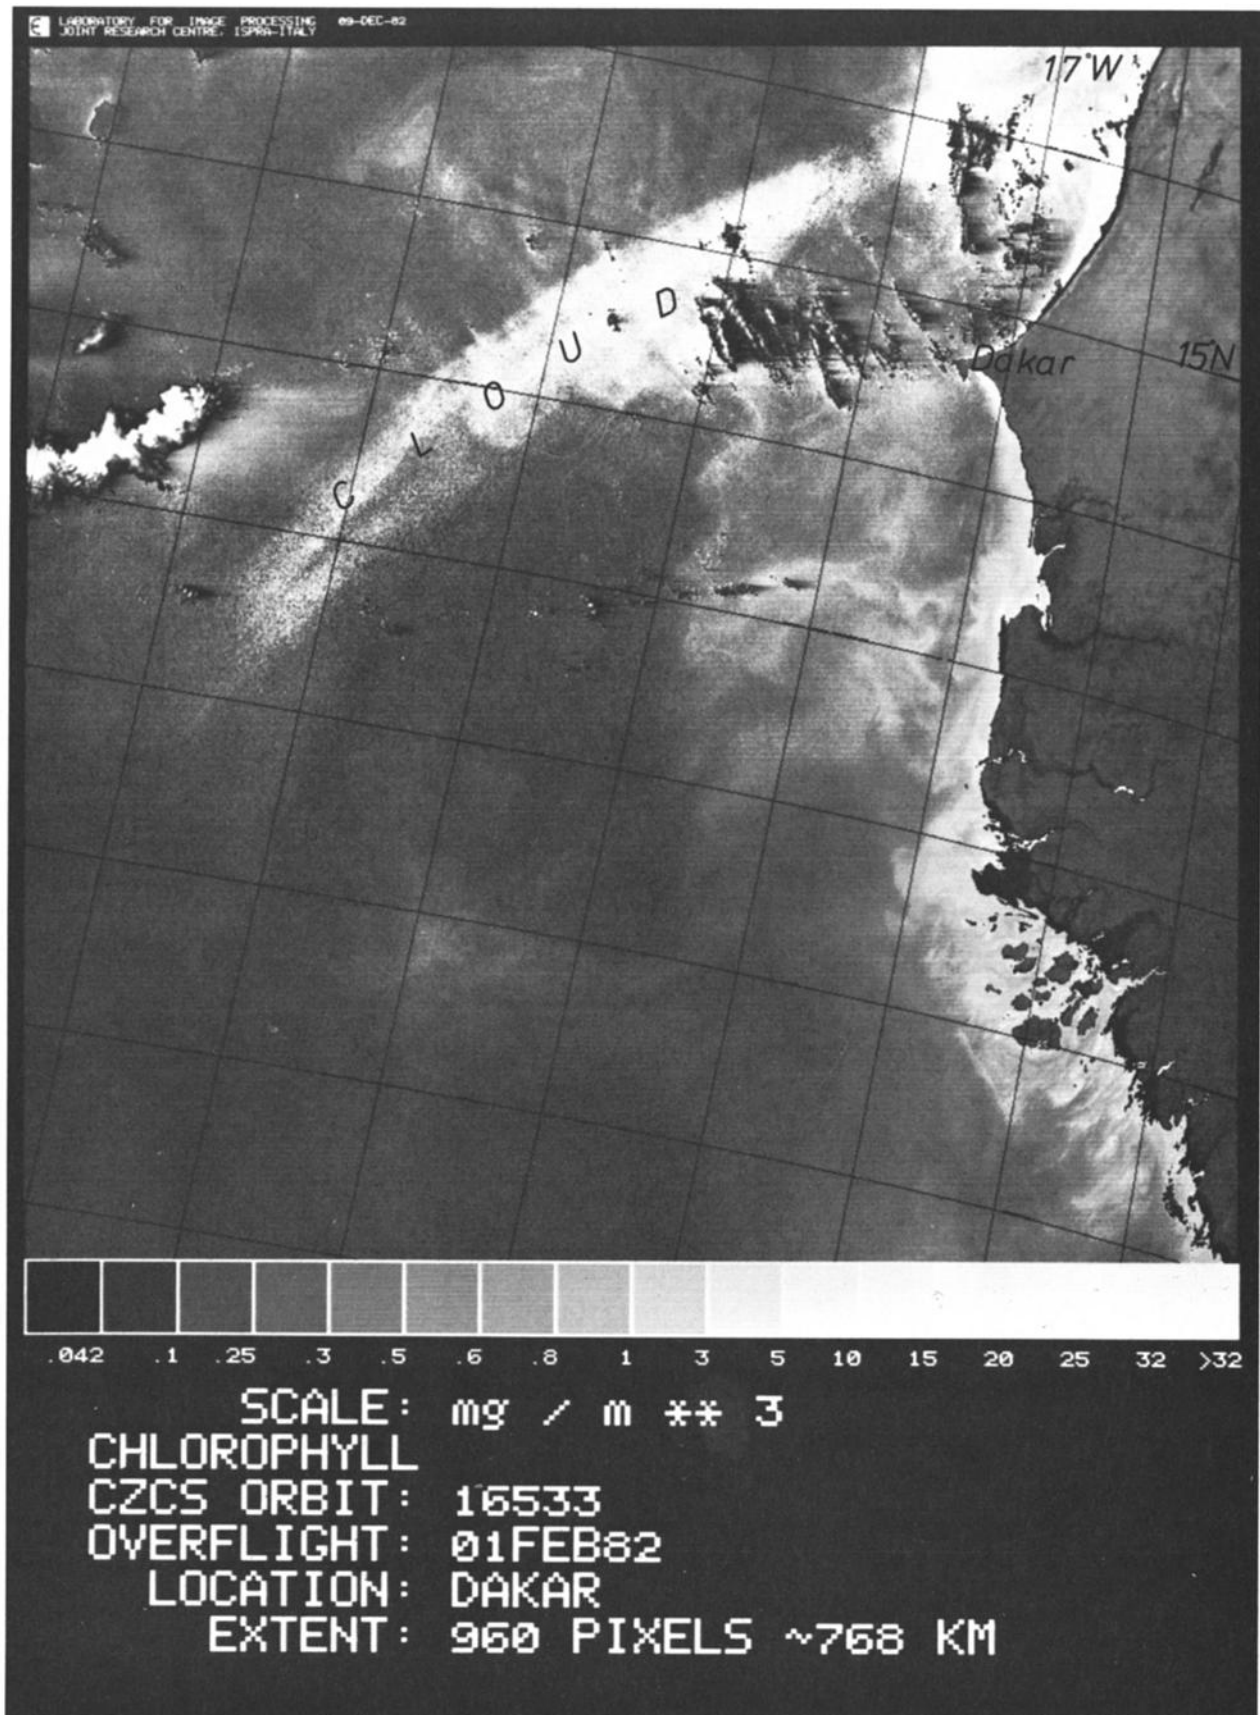 LABORATORY FOR IMAGE PROCESSING 09-DEC-82
JOINT RESEARCH CENTRE, ISPRA-ITALY
17°W
CLOUD
Dakar
15°N
.042 .1 .25 .3 .5 .6 .8 1 3 5 10 15 20 25 32 >32
SCALE: mg / m ** 3
CHLOROPHYLL
CZCS ORBIT: 16533
OVERFLIGHT: 01FEB82
LOCATION: DAKAR
EXTENT: 960 PIXELS ~768 KM